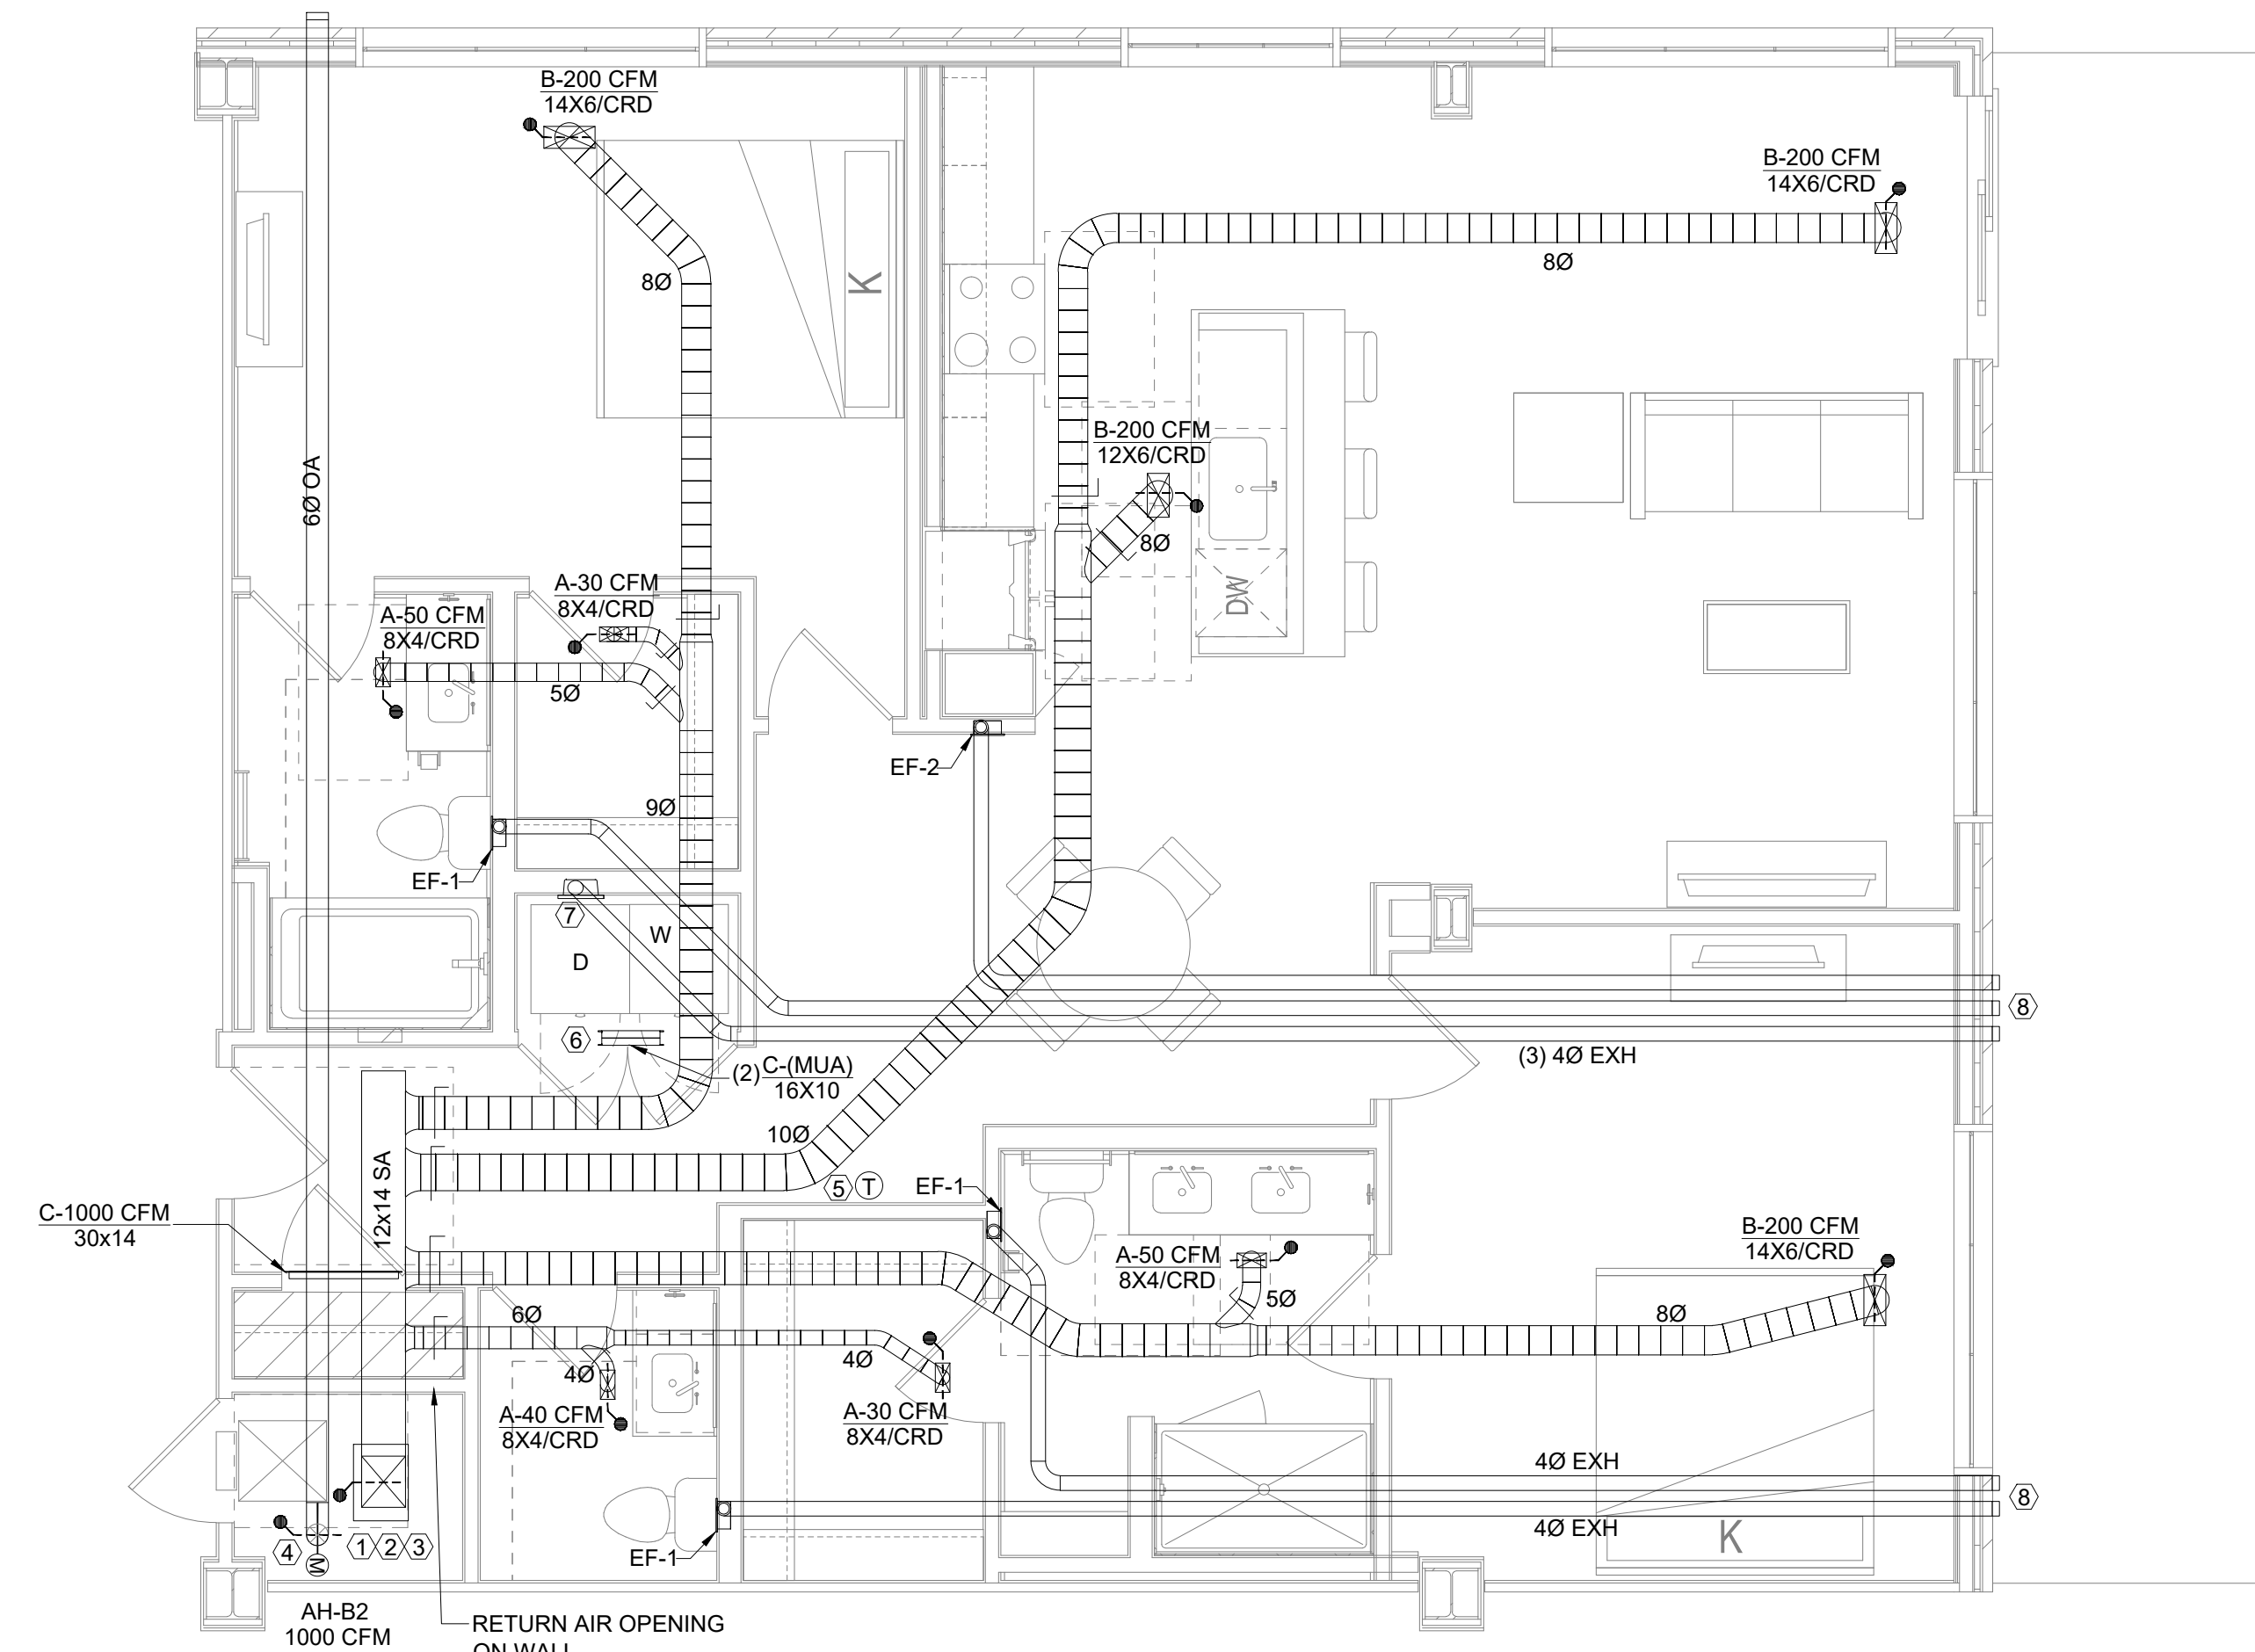 B-200 CFM
14X6/CRD
B-200 CFM
14X6/CRD
8Ø
8Ø
K
B-200 CFM
12X6/CRD
8Ø
6Ø OA
DW
A-30 CFM
8X4/CRD
A-50 CFM
8X4/CRD
5Ø
EF-2
9Ø
EF-1
7
W
D
6
8
(3) 4Ø EXH
(2) C-(MUA)
16X10
10Ø
5 T
EF-1
12x14 SA
C-1000 CFM
30x14
A-50 CFM
8X4/CRD
5Ø
B-200 CFM
14X6/CRD
8Ø
6Ø
4Ø
4Ø
A-40 CFM
8X4/CRD
A-30 CFM
8X4/CRD
4Ø EXH
8
4Ø EXH
K
EF-1
4
1 2 3
M
AH-B2
1000 CFM
RETURN AIR OPENING
ON WALL